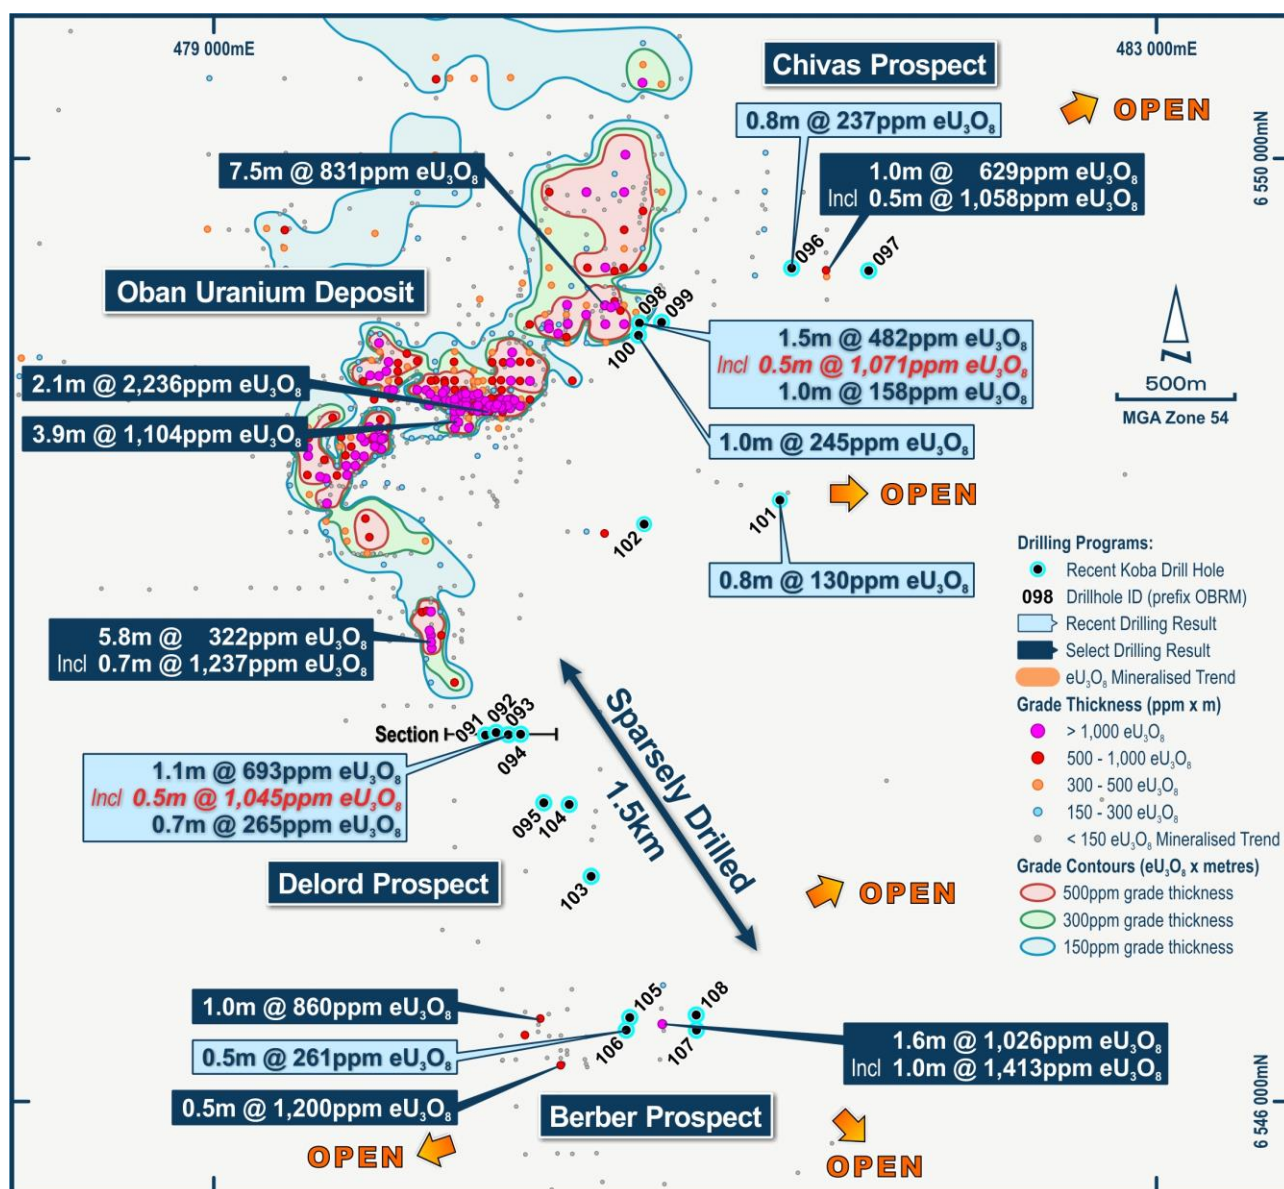 479 000mE
483 000mE
Chivas Prospect
OPEN
0.8m @ 237ppm eU₃O₈
7.5m @ 831ppm eU₃O₈
1.0m @ 629ppm eU₃O₈
Incl 0.5m @ 1,058ppm eU₃O₈
6 550 000mN
096
097
Oban Uranium Deposit
098
099
100
1.5m @ 482ppm eU₃O₈
Incl 0.5m @ 1,071ppm eU₃O₈
1.0m @ 158ppm eU₃O₈
N
500m
MGA Zone 54
2.1m @ 2,236ppm eU₃O₈
3.9m @ 1,104ppm eU₃O₈
1.0m @ 245ppm eU₃O₈
OPEN
101
102
0.8m @ 130ppm eU₃O₈
Drilling Programs:
Recent Koba Drill Hole
098 Drillhole ID (prefix OBRM)
Recent Drilling Result
Select Drilling Result
eU₃O₈ Mineralised Trend
Grade Thickness (ppm x m)
> 1,000 eU₃O₈
500 - 1,000 eU₃O₈
300 - 500 eU₃O₈
150 - 300 eU₃O₈
< 150 eU₃O₈ Mineralised Trend
Grade Contours (eU₃O₈ x metres)
500ppm grade thickness
300ppm grade thickness
150ppm grade thickness
5.8m @ 322ppm eU₃O₈
Incl 0.7m @ 1,237ppm eU₃O₈
Sparsely Drilled
1.5km
Section
091
092
093
094
1.1m @ 693ppm eU₃O₈
Incl 0.5m @ 1,045ppm eU₃O₈
0.7m @ 265ppm eU₃O₈
095
104
Delord Prospect
103
OPEN
1.0m @ 860ppm eU₃O₈
105
108
106
107
0.5m @ 261ppm eU₃O₈
1.6m @ 1,026ppm eU₃O₈
Incl 1.0m @ 1,413ppm eU₃O₈
0.5m @ 1,200ppm eU₃O₈
Berber Prospect
6 546 000mN
OPEN
OPEN